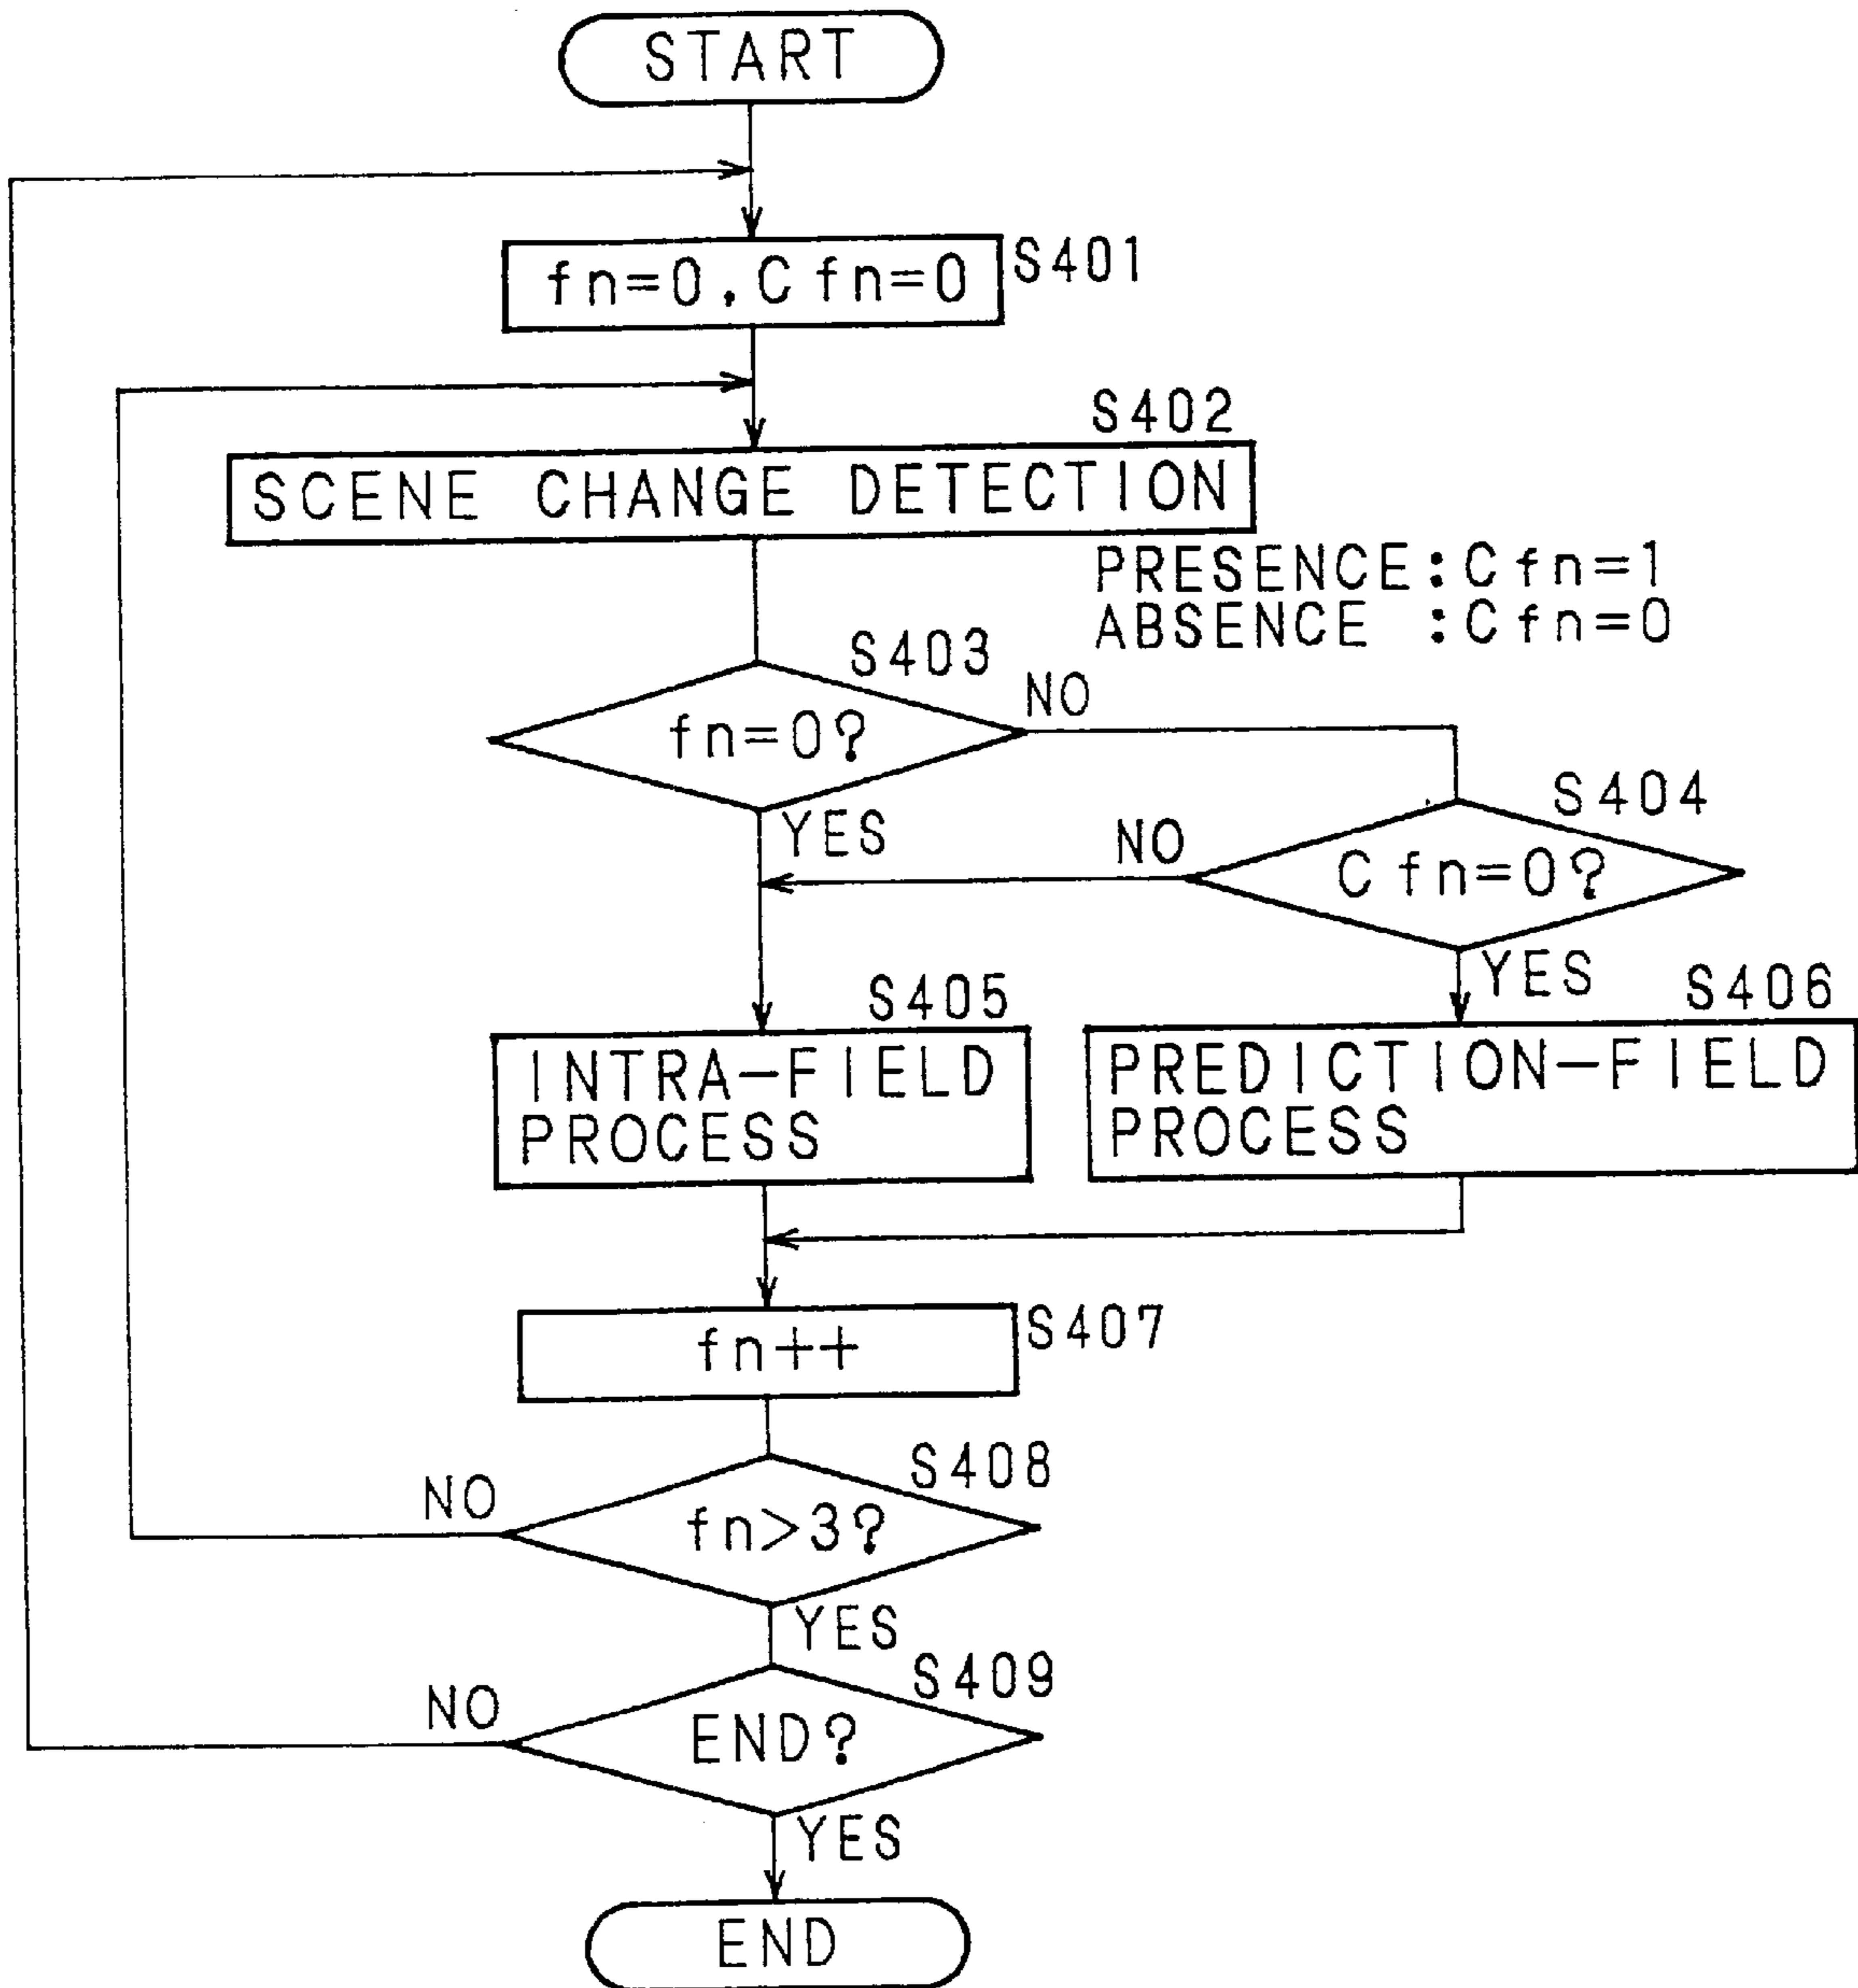 START
fn=0, Cfn=0
S401
S402
SCENE CHANGE DETECTION
PRESENCE:Cfn=1
ABSENCE :Cfn=0
S403
fn=0?
NO
YES
S404
Cfn=0?
NO
YES
S405
INTRA-FIELD
PROCESS
S406
PREDICTION-FIELD
PROCESS
fn++
S407
S408
fn>3?
NO
YES
S409
END?
NO
YES
END